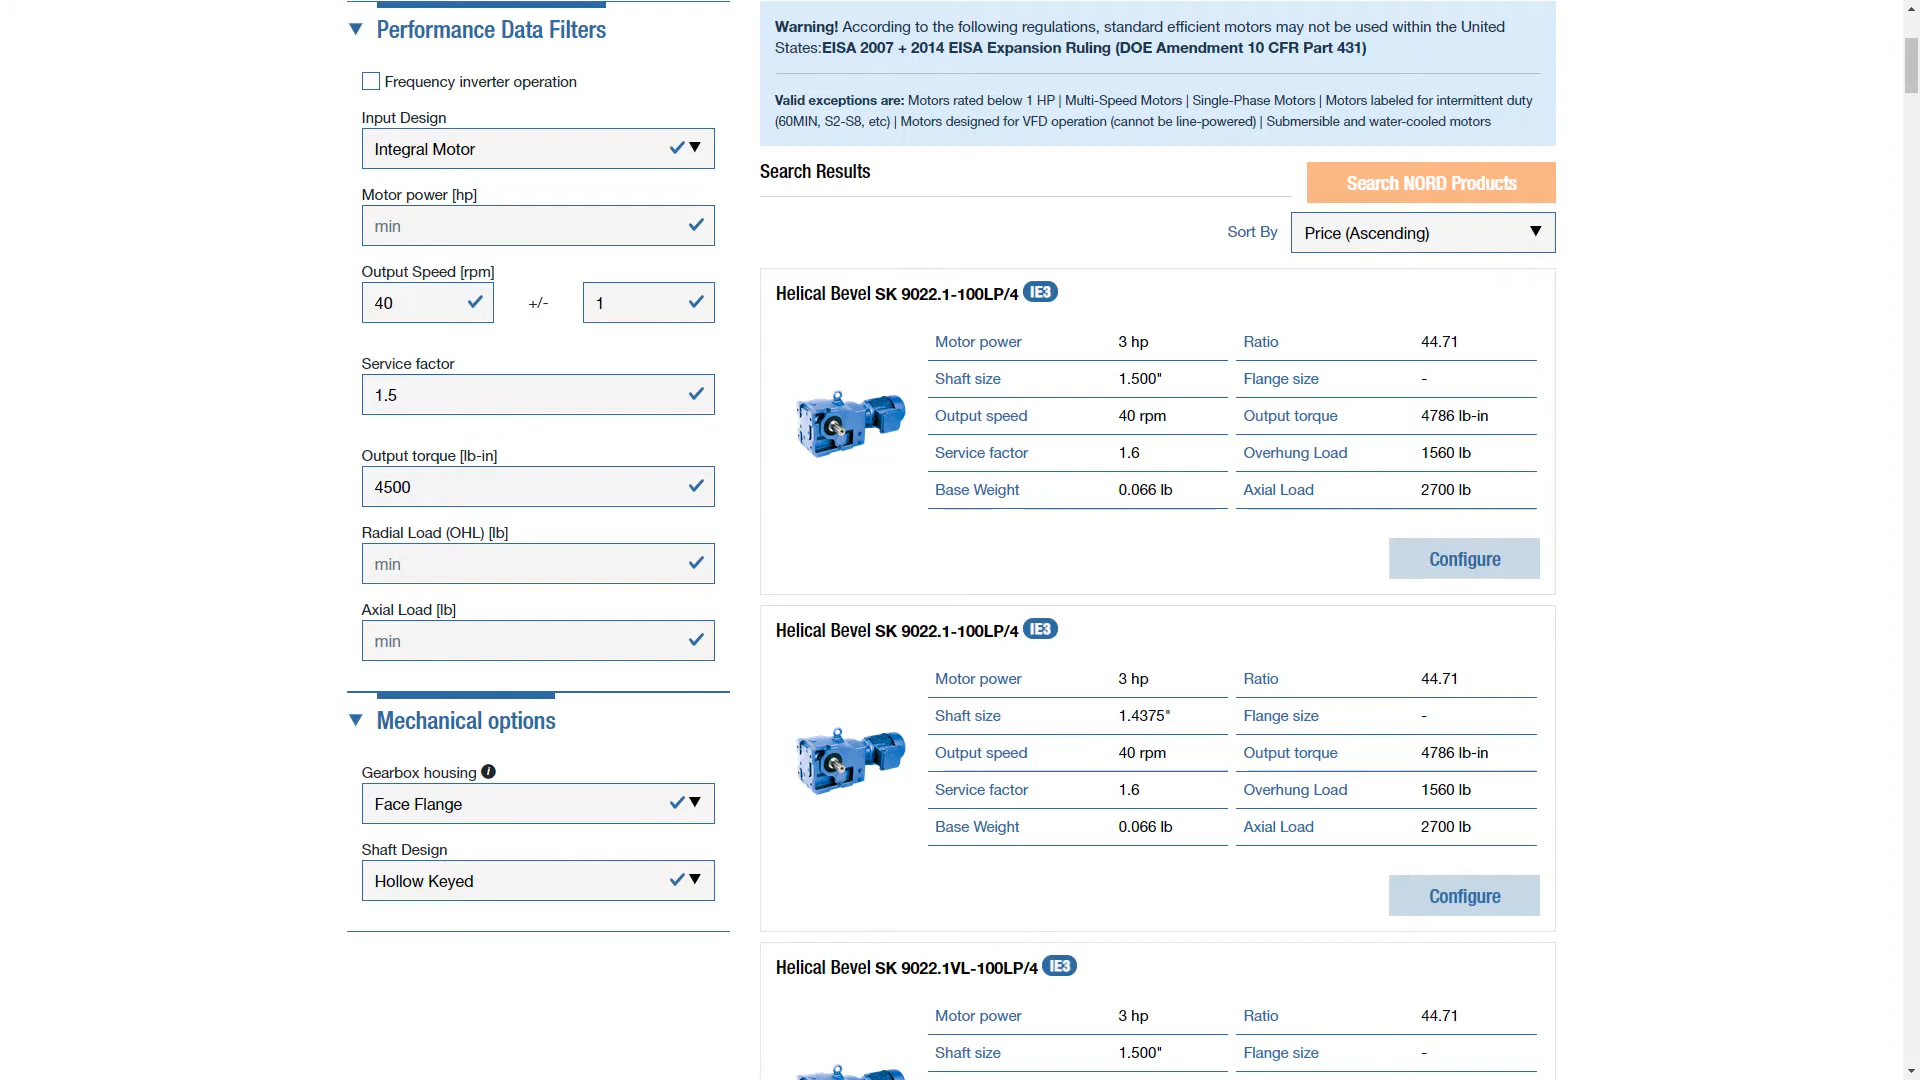 Performance Data Filters
Frequency inverter operation
Input Design
Integral Motor
Motor power [hp]
min
Output Speed [rpm]
40 +/- 1
Service factor
1.5
Output torque [lb-in]
4500
Radial Load (OHL) [lb]
min
Axial Load [lb]
min
Mechanical options
Gearbox housing i
Face Flange
Shaft Design
Hollow Keyed
Warning! According to the following regulations, standard efficient motors may not be used within the United
States:EISA 2007 + 2014 EISA Expansion Ruling (DOE Amendment 10 CFR Part 431)
Valid exceptions are: Motors rated below 1 HP | Multi-Speed Motors | Single-Phase Motors | Motors labeled for intermittent duty
(60MIN, S2-S8, etc) | Motors designed for VFD operation (cannot be line-powered) | Submersible and water-cooled motors
Search Results
Search NORD Products
Sort By Price (Ascending)
Helical Bevel SK 9022.1-100LP/4 IE3
Motor power 3 hp Ratio 44.71
Shaft size 1.500" Flange size -
Output speed 40 rpm Output torque 4786 lb-in
Service factor 1.6 Overhung Load 1560 lb
Base Weight 0.066 lb Axial Load 2700 lb
Configure
Helical Bevel SK 9022.1-100LP/4 IE3
Motor power 3 hp Ratio 44.71
Shaft size 1.4375" Flange size -
Output speed 40 rpm Output torque 4786 lb-in
Service factor 1.6 Overhung Load 1560 lb
Base Weight 0.066 lb Axial Load 2700 lb
Configure
Helical Bevel SK 9022.1VL-100LP/4 IE3
Motor power 3 hp Ratio 44.71
Shaft size 1.500" Flange size -